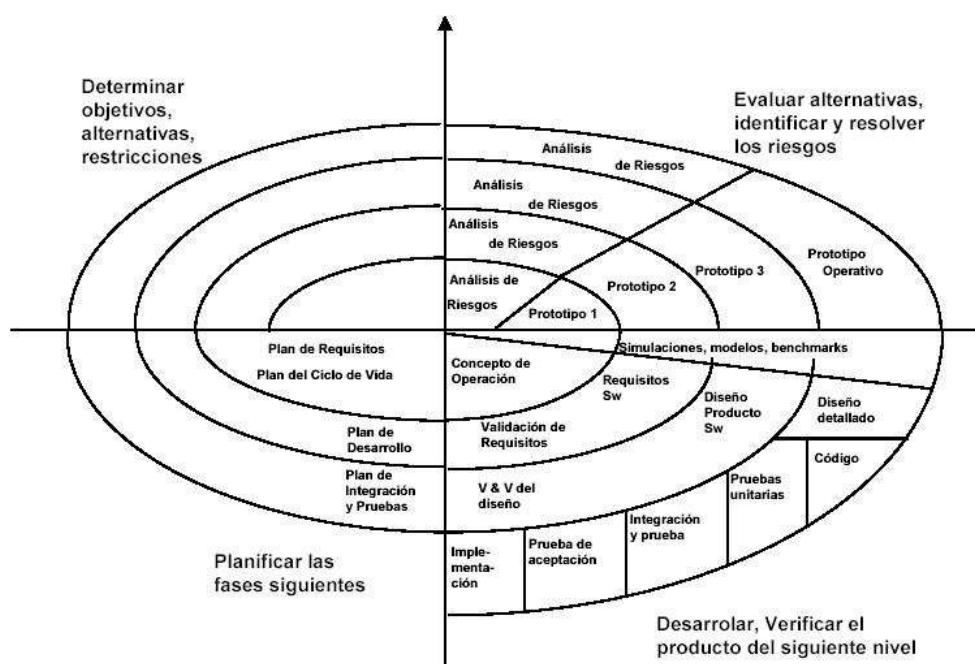 Determinar
objetivos,
alternativas,
restricciones
Evaluar alternativas,
identificar y resolver
los riesgos
Análisis
de Riesgos
Análisis
de Riesgos
Análisis
de Riesgos
Análisis de
Riesgos
Prototipo 1
Prototipo 2
Prototipo 3
Prototipo
Operativo
Simulaciones, modelos, benchmarks
Plan de Requisitos
Plan del Ciclo de Vida
Concepto de
Operación
Requisitos
Sw
Diseño
Producto
Sw
Diseño
detallado
Plan de
Desarrollo
Validación de
Requisitos
Código
Plan de
Integración
y Pruebas
V & V del
diseño
Pruebas
unitarias
Integración
y prueba
Prueba de
aceptación
Imple-
menta-
ción
Planificar las
fases siguientes
Desarrolar, Verificar el
producto del siguiente nivel